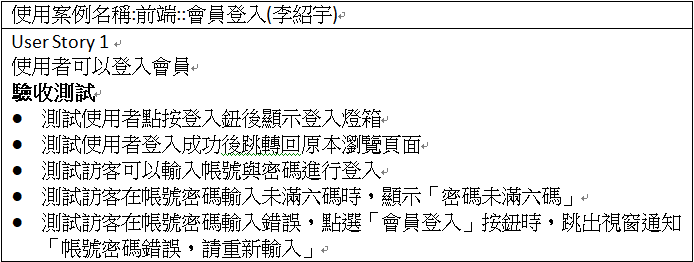 使用案例名稱:前端::會員登入(李紹宇)
User Story 1
使用者可以登入會員
驗收測試
● 測試使用者點按登入鈕後顯示登入燈箱
● 測試使用者登入成功後跳轉回原本瀏覽頁面
● 測試訪客可以輸入帳號與密碼進行登入
● 測試訪客在帳號密碼輸入未滿六碼時，顯示「密碼未滿六碼」
● 測試訪客在帳號密碼輸入錯誤，點選「會員登入」按鈕時，跳出視窗通知
「帳號密碼錯誤，請重新輸入」